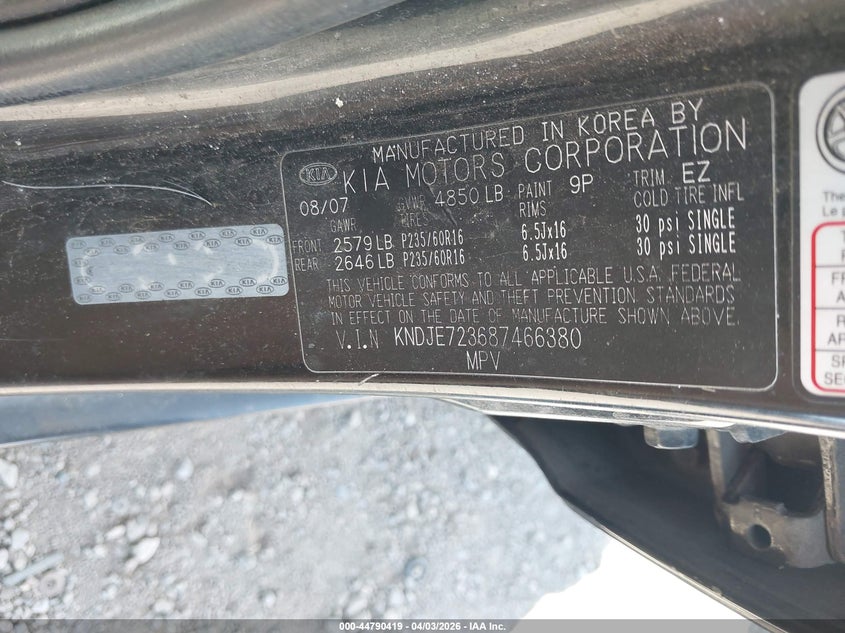 MANUFACTURED IN KOREA BY
KIA KIA MOTORS CORPORATION
08/07 GVWR 4850 LB PAINT 9P TRIM EZ
GAWR TIRES RIMS COLD TIRE INFL
FRONT 2579 LB P235/60R16 6.5Jx16 30 psi SINGLE
REAR 2646 LB P235/60R16 6.5Jx16 30 psi SINGLE
THIS VEHICLE CONFORMS TO ALL APPLICABLE U.S.A. FEDERAL
MOTOR VEHICLE SAFETY AND THEFT PREVENTION STANDARDS
IN EFFECT ON THE DATE OF MANUFACTURE SHOWN ABOVE.
V.I.N KNDJE723687466380
MPV
The
Le p
000-44790419 - 04/03/2026 - IAA Inc.